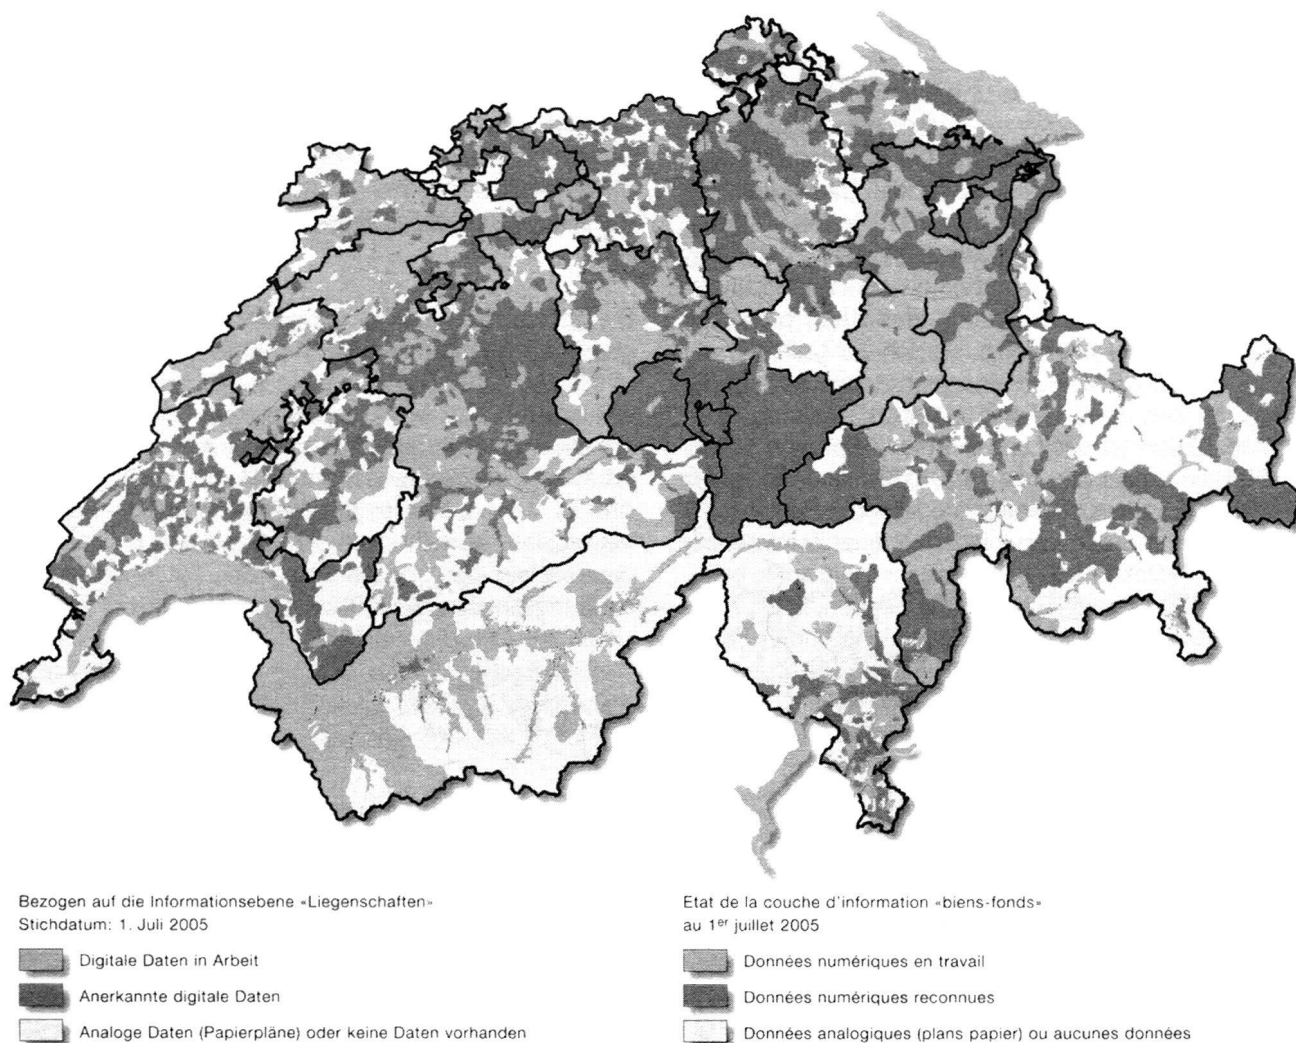 Bezogen auf die Informationsebene «Liegenschaften»
Stichdatum: 1. Juli 2005
Digitale Daten in Arbeit
Anerkannte digitale Daten
Analoge Daten (Papierpläne) oder keine Daten vorhanden
Etat de la couche d'information «biens-fonds»
au 1er juillet 2005
Données numériques en travail
Données numériques reconnues
Données analogiques (plans papier) ou aucunes données